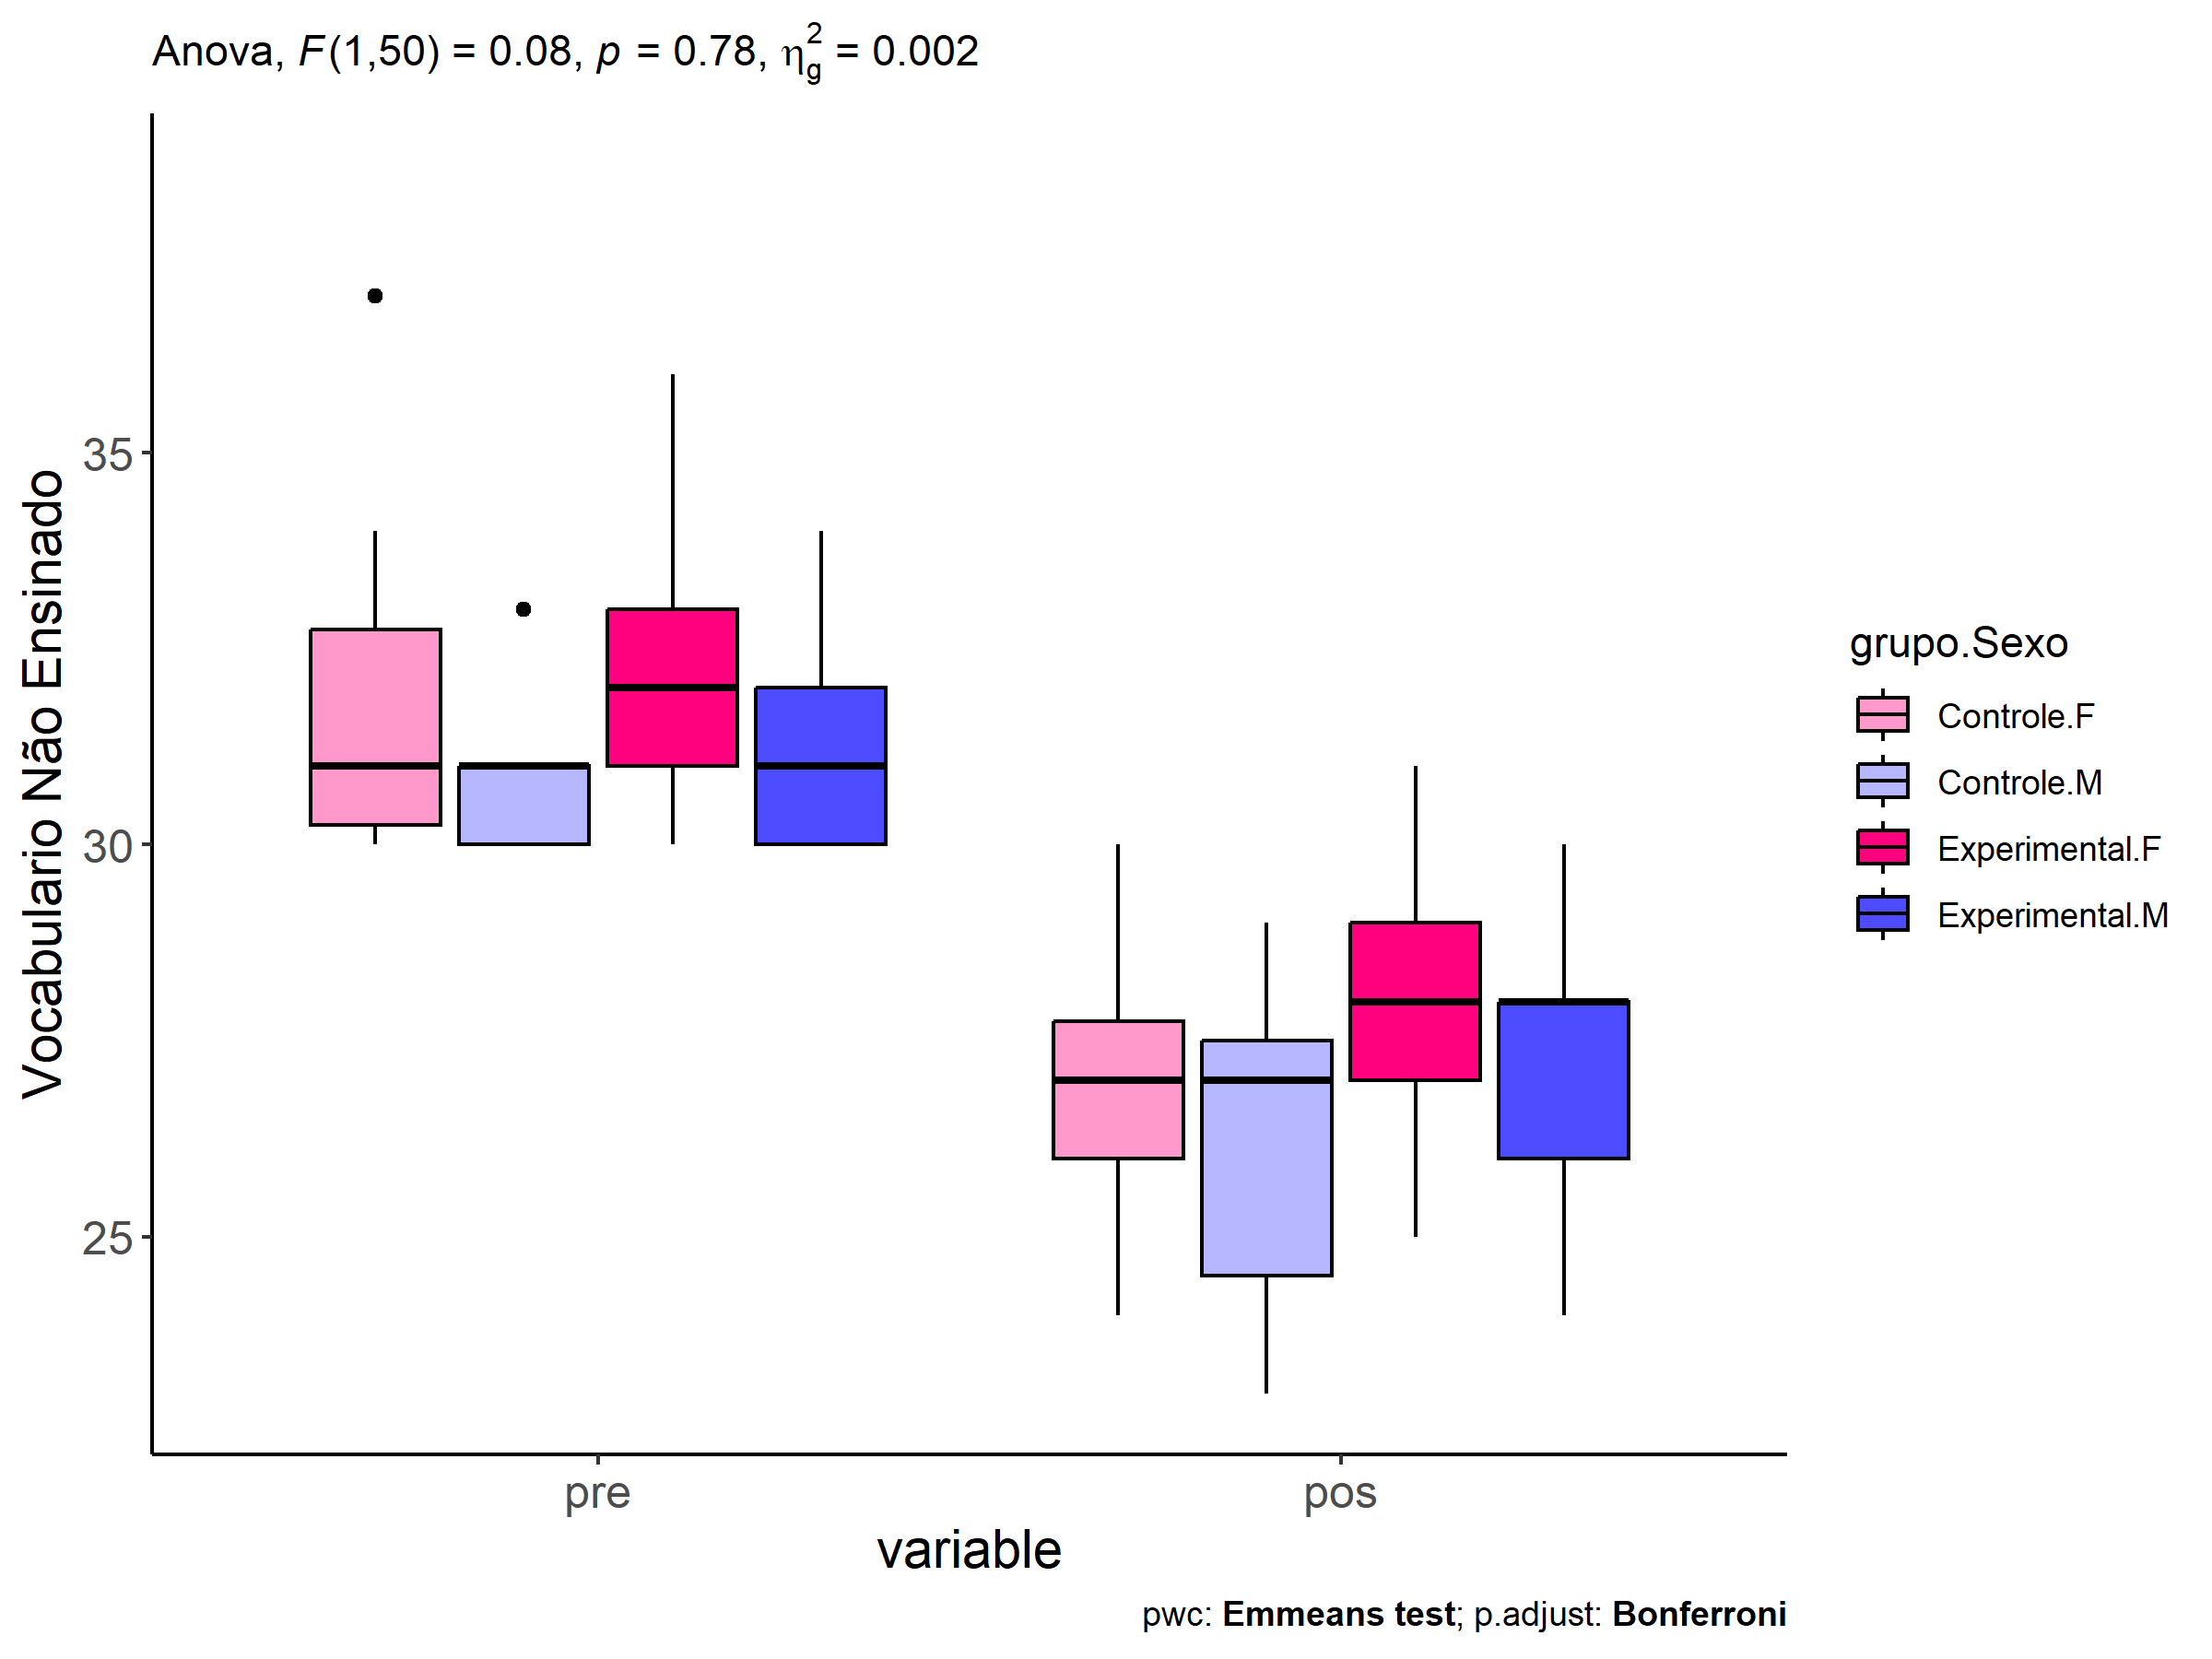 Anova, F(1,50) = 0.08, p = 0.78, η²g = 0.002
Vocabulario Não Ensinado
35
30
25
pre
pos
variable
grupo.Sexo
Controle.F
Controle.M
Experimental.F
Experimental.M
pwc: Emmeans test; p.adjust: Bonferroni